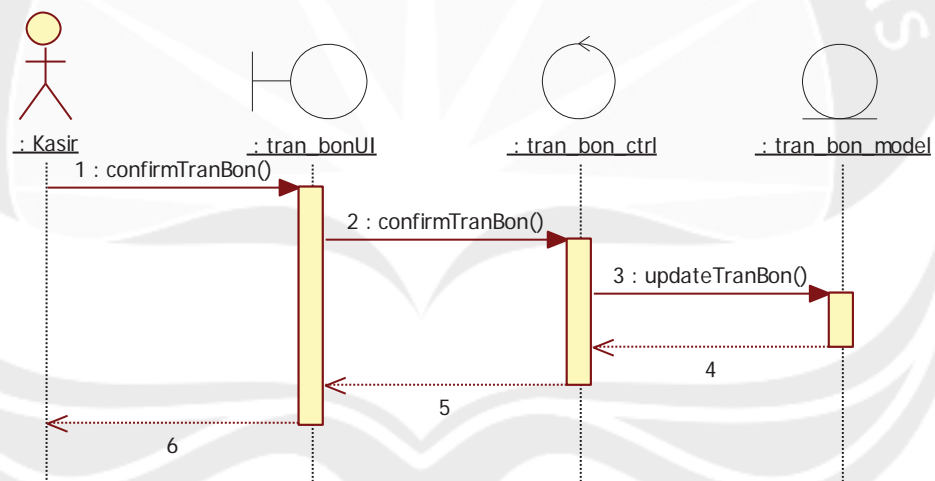 : Kasir
: tran_bonUI
: tran_bon_ctrl
: tran_bon_model
1 : confirmTranBon()
2 : confirmTranBon()
3 : updateTranBon()
4
5
6